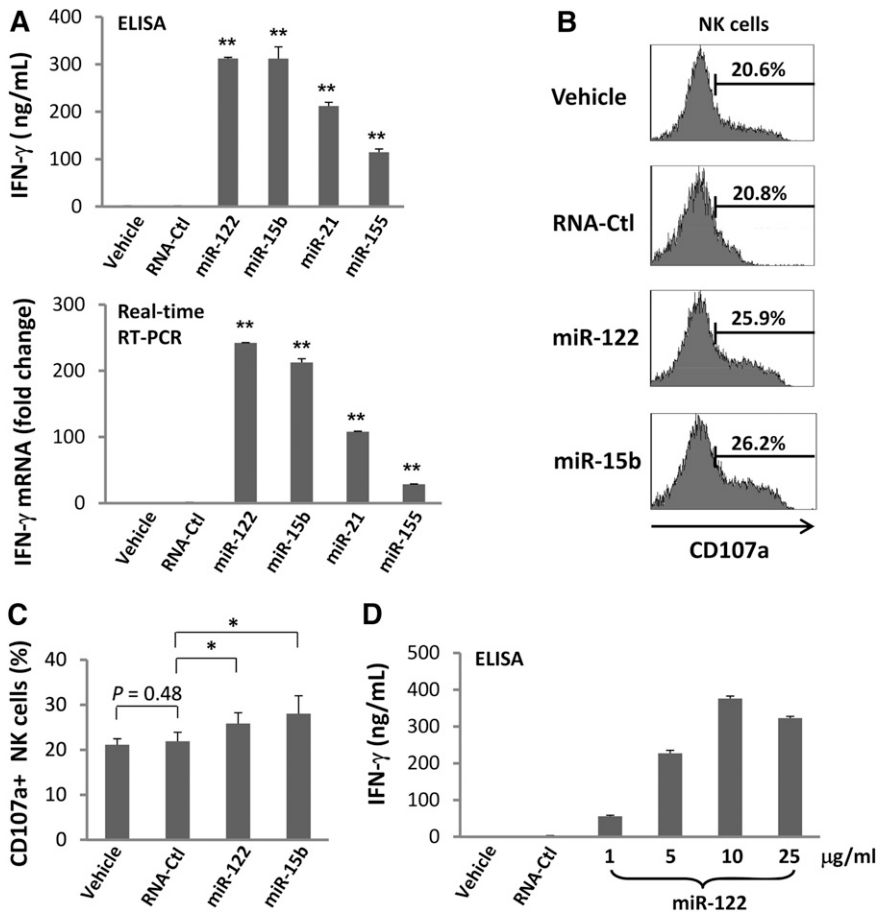 A
ELISA
IFN-γ (ng/mL)
400
300
200
100
0
**
**
**
**
Vehicle
RNA-Ctl
miR-122
miR-15b
miR-21
miR-155
Real-time
RT-PCR
IFN-γ mRNA (fold change)
300
200
100
0
**
**
**
**
Vehicle
RNA-Ctl
miR-122
miR-15b
miR-21
miR-155
B
NK cells
Vehicle
20.6%
RNA-Ctl
20.8%
miR-122
25.9%
miR-15b
26.2%
CD107a
C
CD107a+ NK cells (%)
40
30
20
10
0
P = 0.48
*
*
Vehicle
RNA-Ctl
miR-122
miR-15b
D
ELISA
IFN-γ (ng/mL)
500
400
300
200
100
0
Vehicle
RNA-Ctl
1 5 10 25 μg/ml
miR-122